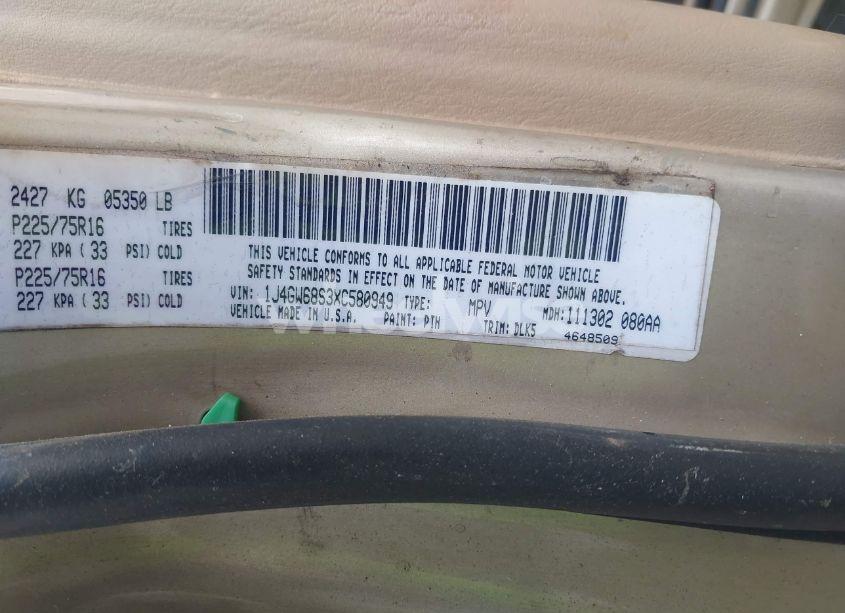 2427 KG 05350 LB
P225/75R16 TIRES
227 KPA ( 33 PSI) COLD
P225/75R16 TIRES
227 KPA ( 33 PSI) COLD
THIS VEHICLE CONFORMS TO ALL APPLICABLE FEDERAL MOTOR VEHICLE
SAFETY STANDARDS IN EFFECT ON THE DATE OF MANUFACTURE SHOWN ABOVE.
VIN: 1J4GW68S3XC580949 TYPE: MPV MDH:111302 080AA
VEHICLE MADE IN U.S.A. PAINT: PTH TRIM: DLK5 4648509